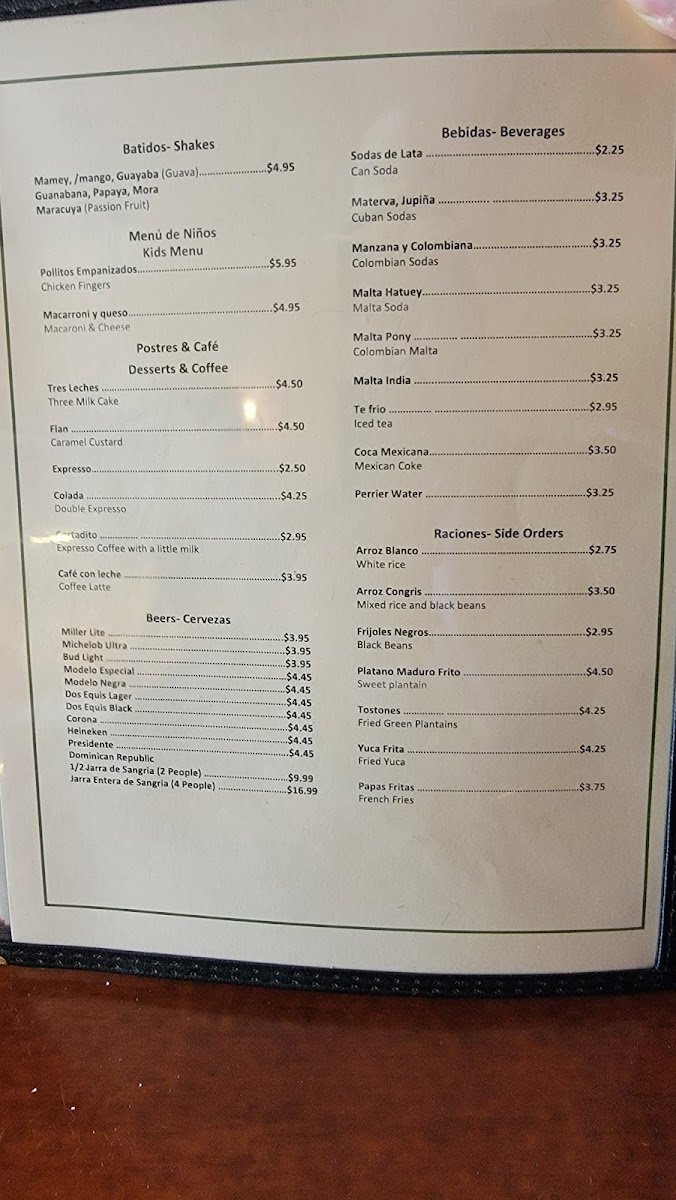 Batidos- Shakes
Mamey, /mango, Guayaba (Guava)......................$4.95
Guanabana, Papaya, Mora
Maracuya (Passion Fruit)
Menú de Niños
Kids Menu
Pollitos Empanizados............................................$5.95
Chicken Fingers
Macarroni y queso................................................$4.95
Macaroni & Cheese
Postres & Café
Desserts & Coffee
Tres Leches ..........................................................$4.50
Three Milk Cake
Flan ......................................................................$4.50
Caramel Custard
Expresso...............................................................$2.50
Colada .................................................................$4.25
Double Expresso
............. ...............................................$2.95
Expresso Coffee with a little milk
Café con leche .....................................................$3.95
Coffee Latte
Beers- Cervezas
Miller Lite ............................................................$3.95
Michelob Ultra .....................................................$3.95
Bud Light .............................................................$3.95
Modelo Especial ...................................................$4.45
Modelo Negra ......................................................$4.45
Dos Equis Lager ...................................................$4.45
Dos Equis Black....................................................$4.45
Corona .................................................................$4.45
Heineken .............................................................$4.45
Presidente ...........................................................$4.45
Dominican Republic
1/2 Jarra de Sangria (2 People) ............................$9.99
Jarra Entera de Sangria (4 People) .......................$16.99
Bebidas- Beverages
Sodas de Lata .......................................................$2.25
Can Soda
Materva, Jupiña ................. .................................$3.25
Cuban Sodas
Manzana y Colombiana.........................................$3.25
Colombian Sodas
Malta Hatuey.........................................................$3.25
Malta Soda
Malta Pony ............... ............................................$3.25
Colombian Malta
Malta India ............................................................$3.25
Te frio ............... .....................................................$2.95
Iced tea
Coca Mexicana.......................................................$3.50
Mexican Coke
Perrier Water .........................................................$3.25
Raciones- Side Orders
Arroz Blanco ..........................................................$2.75
White rice
Arroz Congris .........................................................$3.50
Mixed rice and black beans
Frijoles Negros.......................................................$2.95
Black Beans
Platano Maduro Frito ............................................$4.50
Sweet plantain
Tostones .............. .................................................$4.25
Fried Green Plantains
Yuca Frita ..............................................................$4.25
Fried Yuca
Papas Fritas ...........................................................$3.75
French Fries